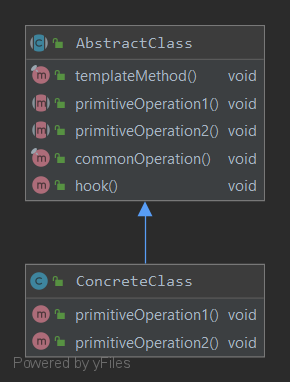 AbstractClass
templateMethod() void
primitiveOperation1() void
primitiveOperation2() void
commonOperation() void
hook() void
ConcreteClass
primitiveOperation1() void
primitiveOperation2() void
Powered by yFiles